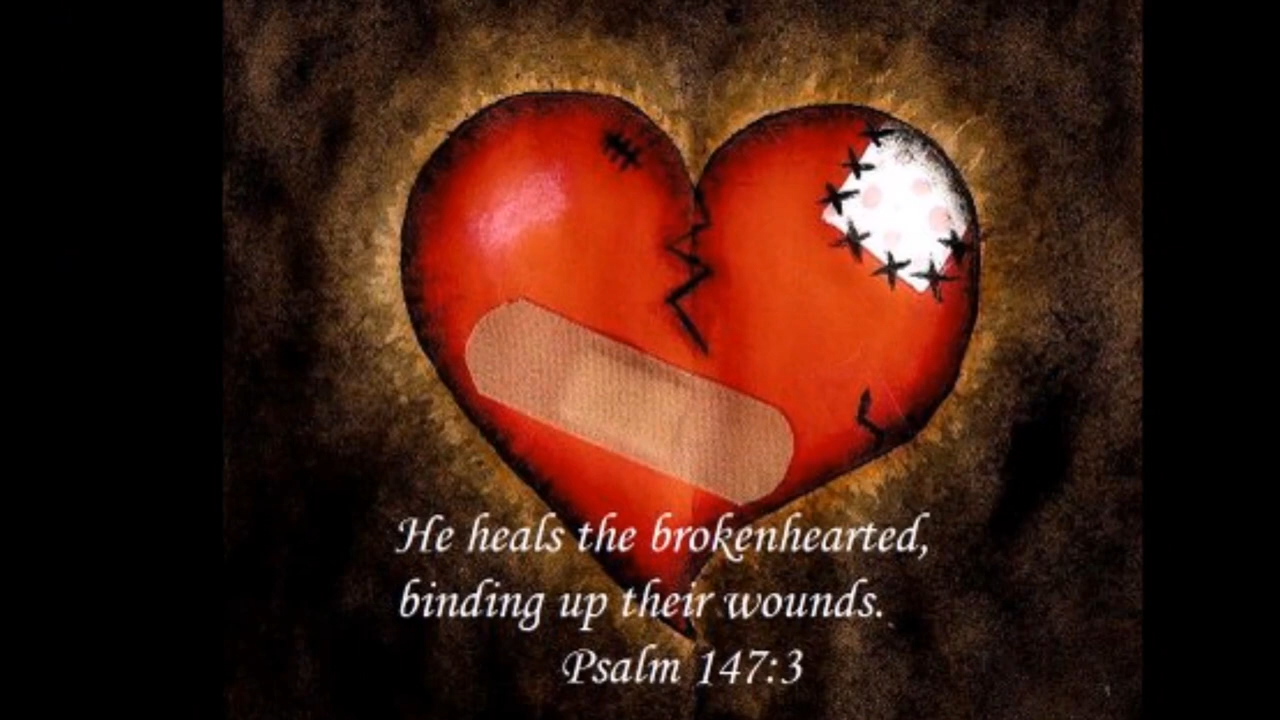 He heals the brokenhearted,
binding up their wounds.
Psalm 147:3